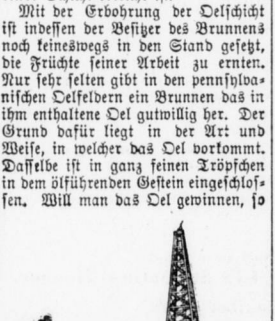 Mit der Erbohrung der Oelschicht
ist indessen der Besitzer des Brunnens
noch keineswegs in den Stand gesetzt,
die Früchte seiner Arbeit zu ernten.
Nur sehr selten gibt in den pennsylva-
nischen Oelfeldern ein Brunnen das in
ihm enthaltene Oel gutwillig her. Der
Grund dafür liegt in der Art und
Weise, in welcher das Oel vorkommt.
Dasselbe ist in ganz feinen Tröpfchen
in dem ölführenden Gestein eingeschlos-
sen. Will man das Oel gewinnen, so